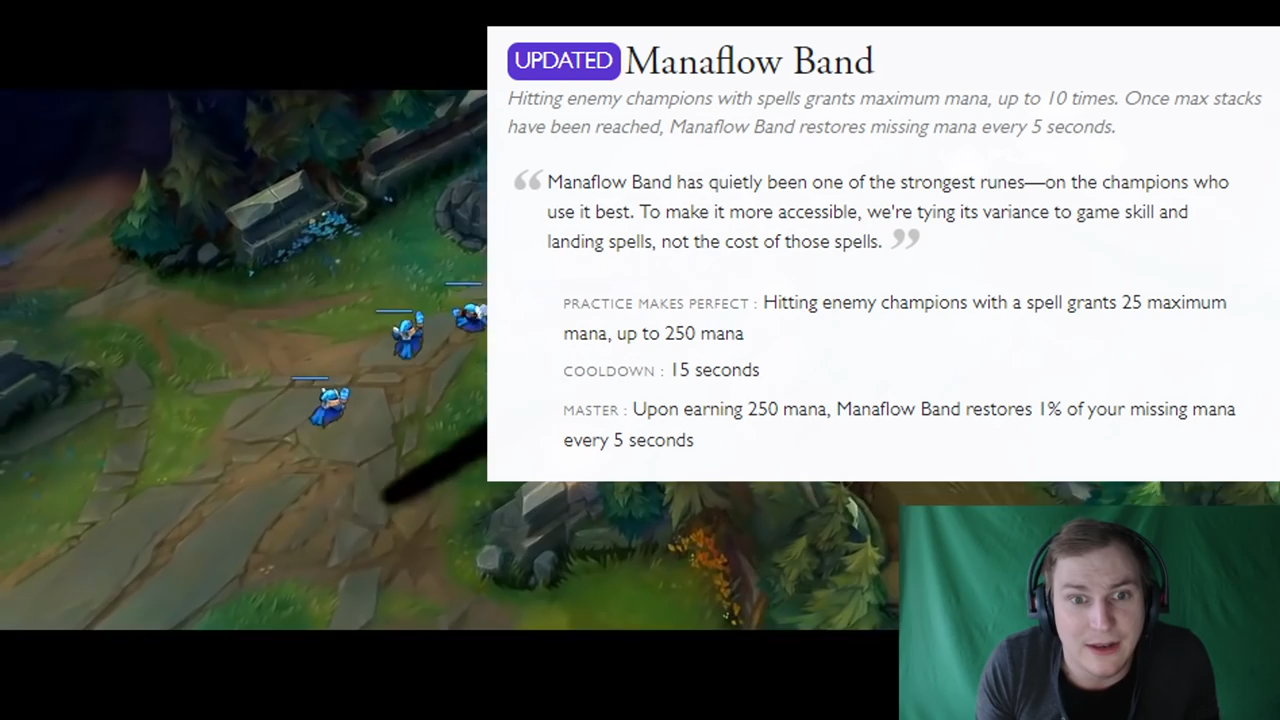 UPDATED Manaflow Band
Hitting enemy champions with spells grants maximum mana, up to 10 times. Once max stacks
have been reached, Manaflow Band restores missing mana every 5 seconds.
“ Manaflow Band has quietly been one of the strongest runes—on the champions who
use it best. To make it more accessible, we're tying its variance to game skill and
landing spells, not the cost of those spells. ”
PRACTICE MAKES PERFECT : Hitting enemy champions with a spell grants 25 maximum
mana, up to 250 mana
COOLDOWN : 15 seconds
MASTER : Upon earning 250 mana, Manaflow Band restores 1% of your missing mana
every 5 seconds